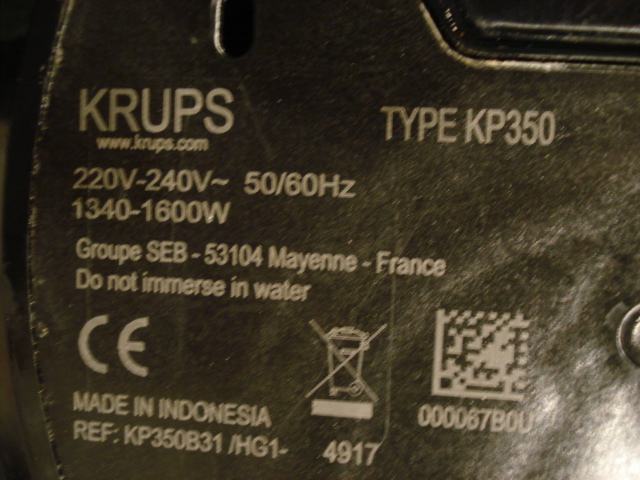 KRUPS
www.krups.com
TYPE KP350
220V-240V~ 50/60Hz
1340-1600W
Groupe SEB - 53104 Mayenne - France
Do not immerse in water
CE
000067B0U
MADE IN INDONESIA
REF: KP350B31 /HG1- 4917